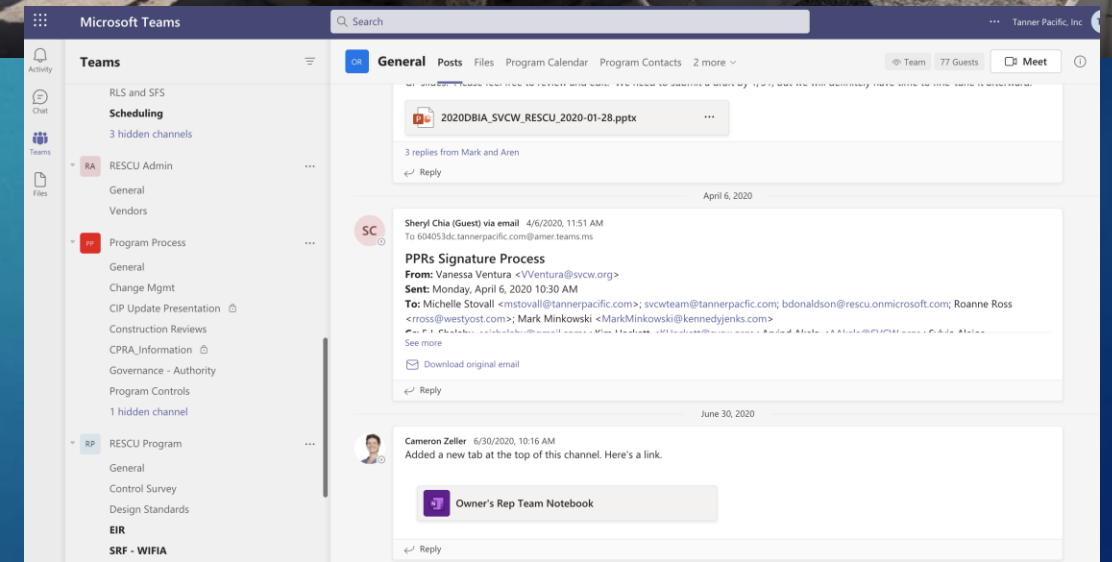 Microsoft Teams
Search
Tanner Pacific, Inc
Activity
Chat
Teams
Files
Teams
RLS and SFS
Scheduling
3 hidden channels
RA RESCU Admin
General
Vendors
PP Program Process
General
Change Mgmt
CIP Update Presentation
Construction Reviews
CPRA_Information
Governance - Authority
Program Controls
1 hidden channel
RP RESCU Program
General
Control Survey
Design Standards
EIR
SRF - WIFIA
OR General Posts Files Program Calendar Program Contacts 2 more
Team 77 Guests Meet
2020DBIA_SVCW_RESCU_2020-01-28.pptx
3 replies from Mark and Aren
Reply
April 6, 2020
SC
Sheryl Chia (Guest) via email 4/6/2020, 11:51 AM
To 604053dc.tannerpacific.com@amer.teams.ms
PPRs Signature Process
From: Vanessa Ventura <VVentura@svcw.org>
Sent: Monday, April 6, 2020 10:30 AM
To: Michelle Stovall <mstovall@tannerpacific.com>; svcwteam@tannerpacfic.com; bdonaldson@rescu.onmicrosoft.com; Roanne Ross
<rross@westyost.com>; Mark Minkowski <MarkMinkowski@kennedyjenks.com>
See more
Download original email
Reply
June 30, 2020
Cameron Zeller 6/30/2020, 10:16 AM
Added a new tab at the top of this channel. Here's a link.
Owner's Rep Team Notebook
Reply